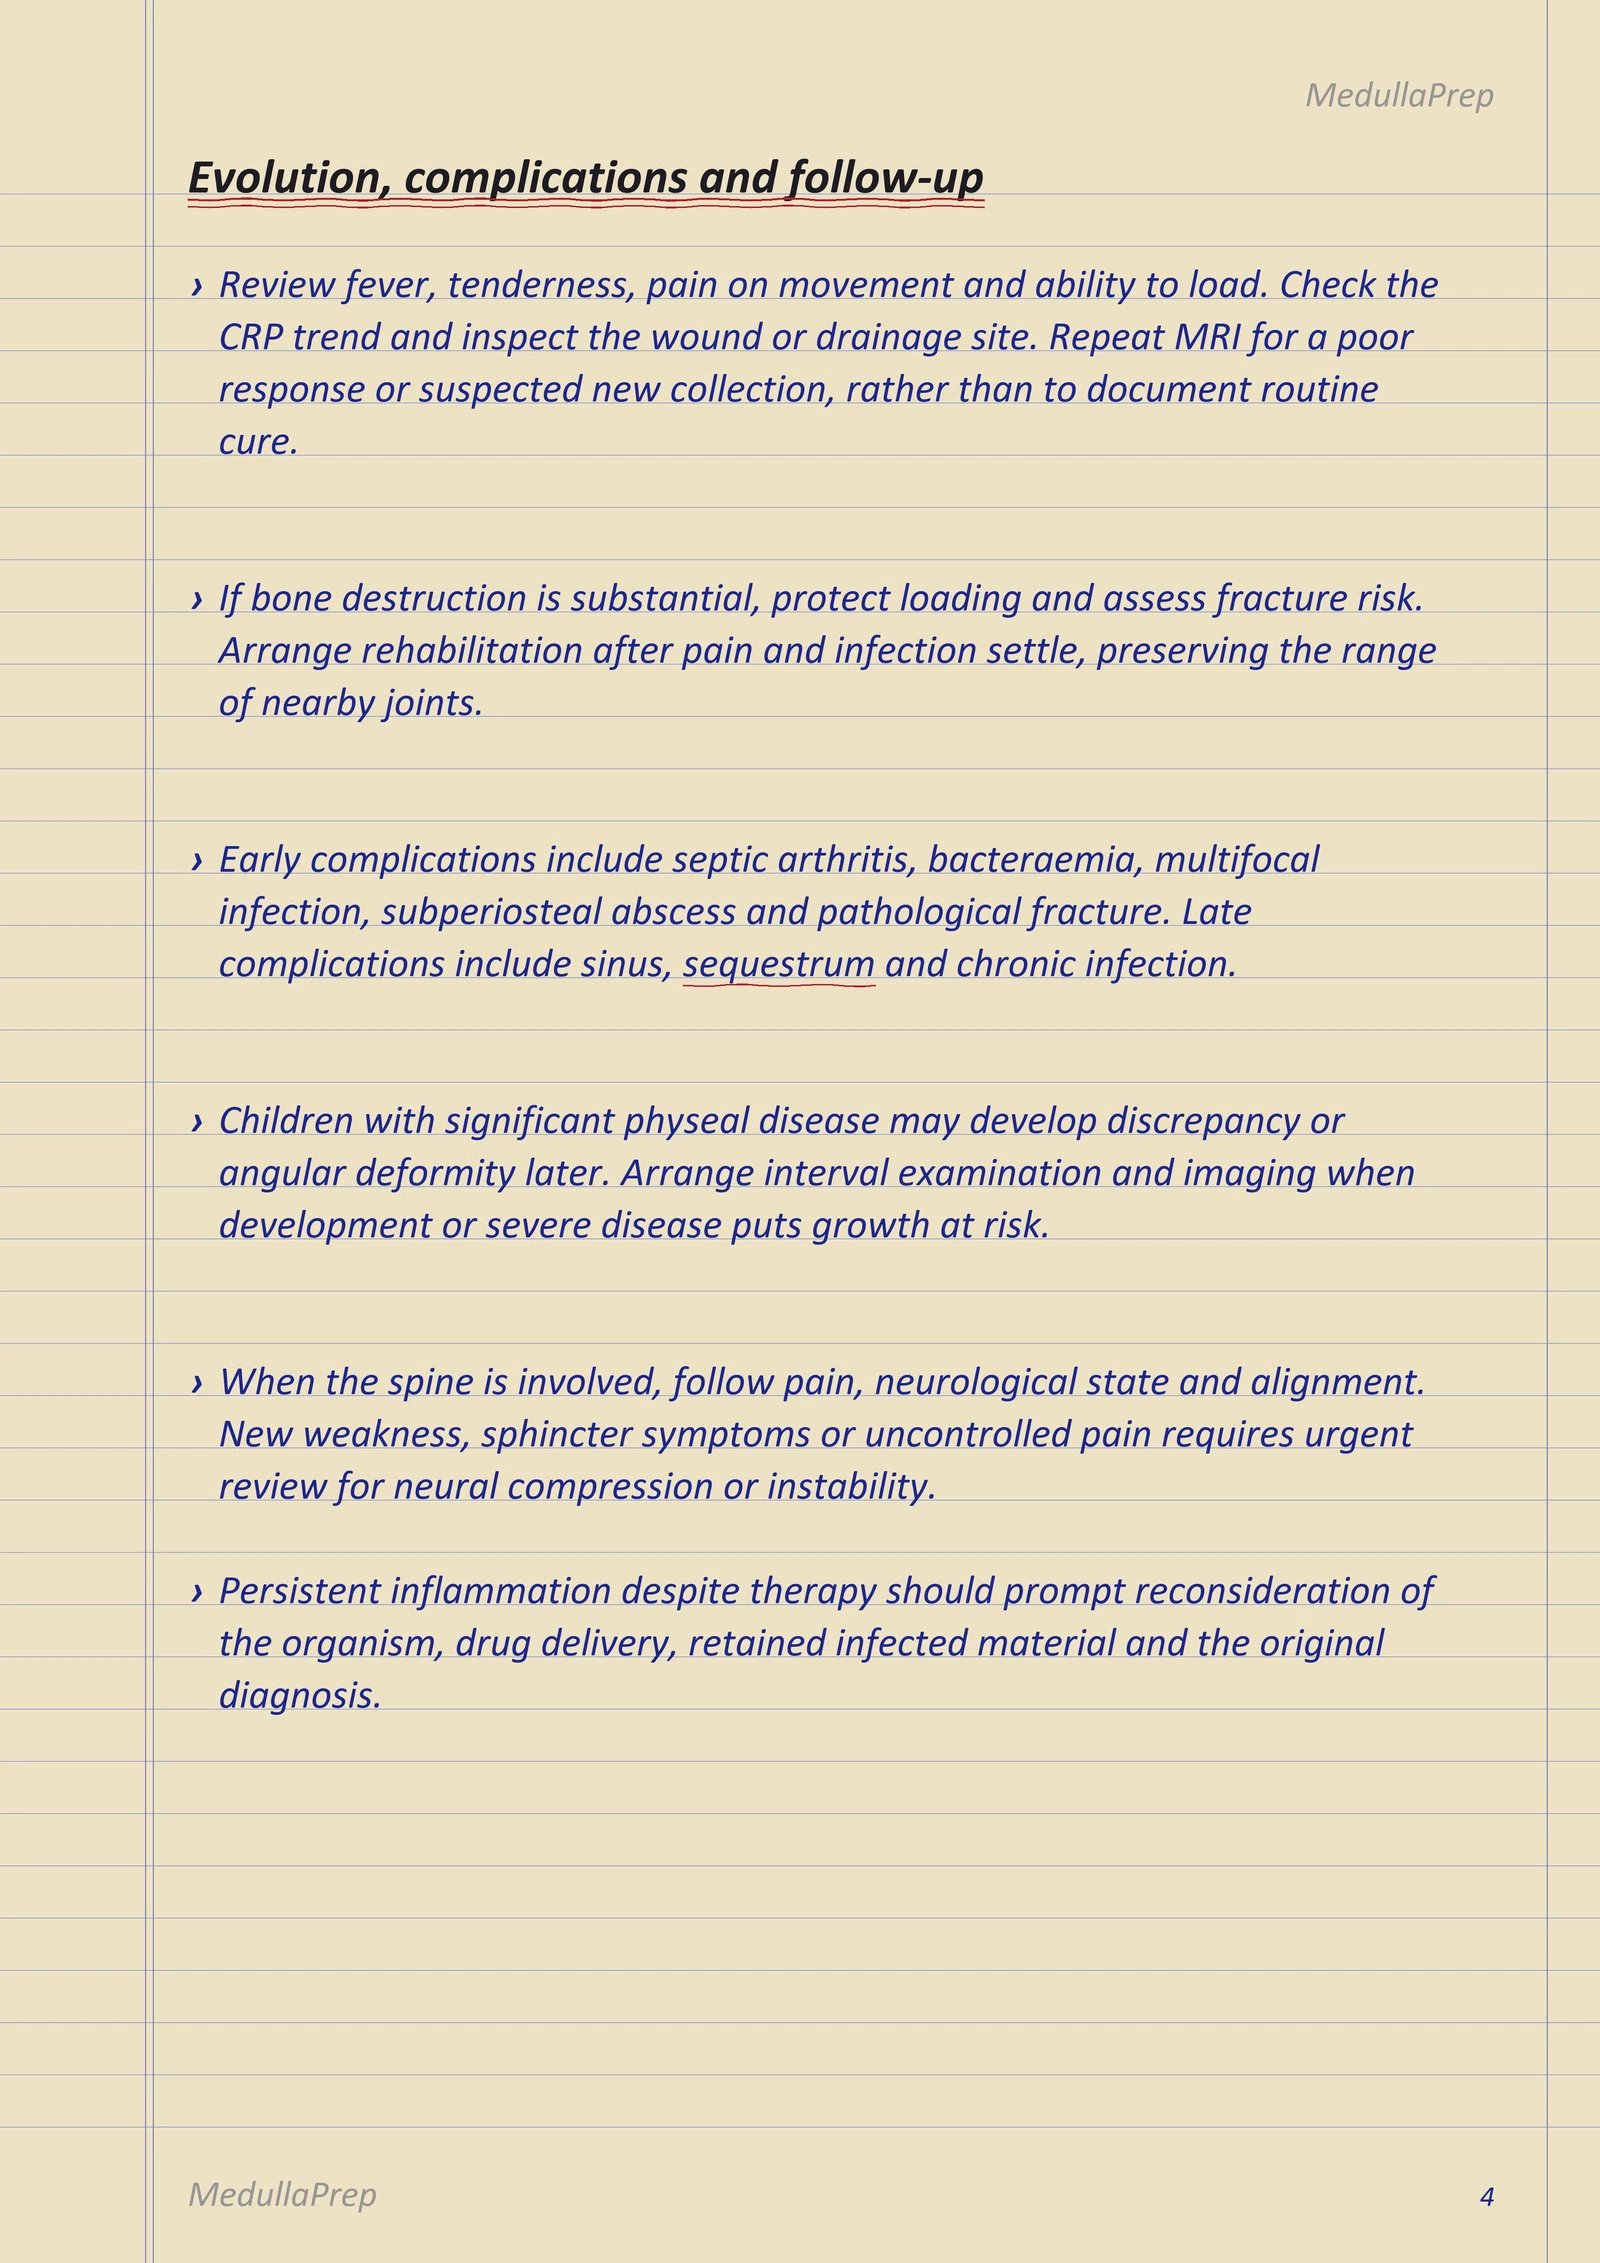 MedullaPrep
Evolution, complications and follow-up
› Review fever, tenderness, pain on movement and ability to load. Check the
CRP trend and inspect the wound or drainage site. Repeat MRI for a poor
response or suspected new collection, rather than to document routine
cure.
› If bone destruction is substantial, protect loading and assess fracture risk.
Arrange rehabilitation after pain and infection settle, preserving the range
of nearby joints.
› Early complications include septic arthritis, bacteraemia, multifocal
infection, subperiosteal abscess and pathological fracture. Late
complications include sinus, sequestrum and chronic infection.
› Children with significant physeal disease may develop discrepancy or
angular deformity later. Arrange interval examination and imaging when
development or severe disease puts growth at risk.
› When the spine is involved, follow pain, neurological state and alignment.
New weakness, sphincter symptoms or uncontrolled pain requires urgent
review for neural compression or instability.
› Persistent inflammation despite therapy should prompt reconsideration of
the organism, drug delivery, retained infected material and the original
diagnosis.
MedullaPrep
4